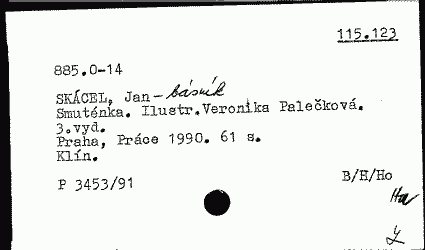 115.123
885.0-14
SKÁCEL, Jan - básník
Smuténka. Ilustr.Veronika Palečková.
3.vyd.
Praha, Práce 1990. 61 s.
Klín.
P 3453/91
B/H/Ho